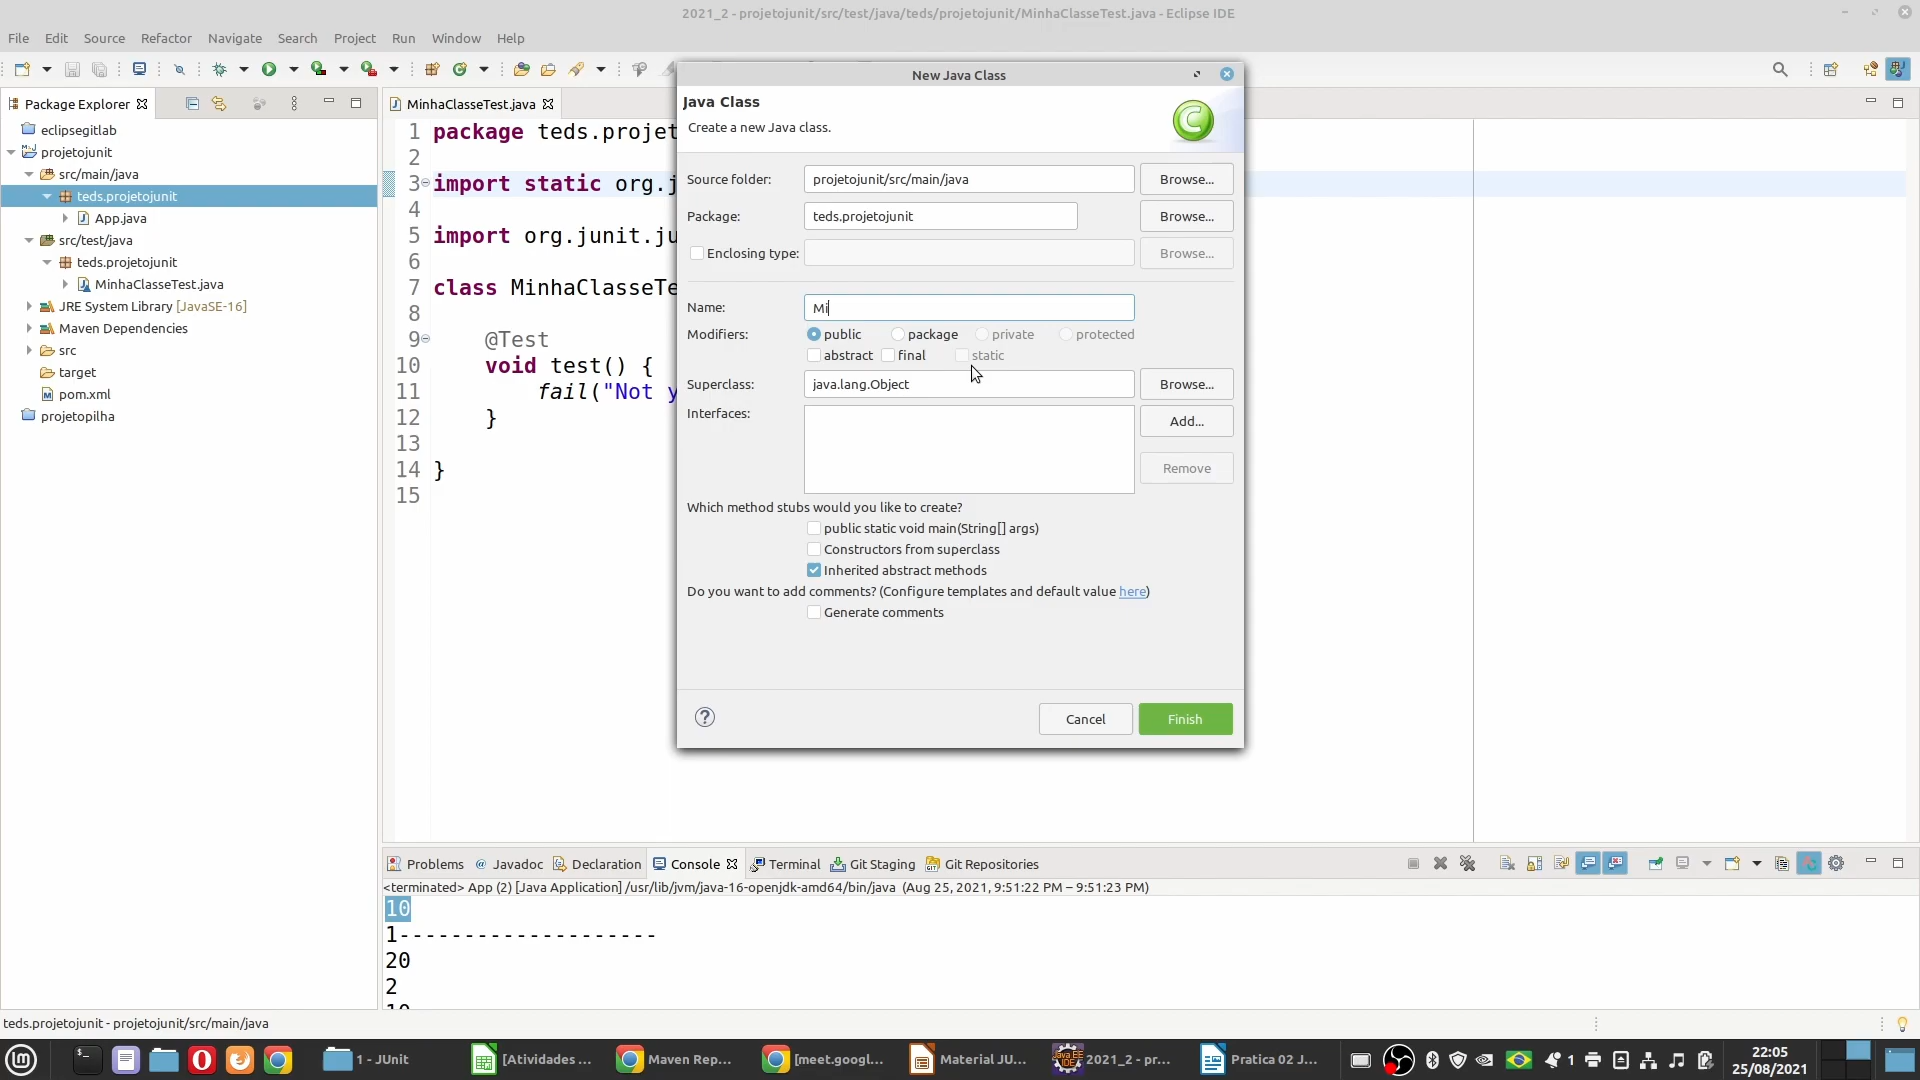 2021_2 - projetojunit/src/test/java/teds/projetojunit/MinhaClasseTest.java - Eclipse IDE
File Edit Source Refactor Navigate Search Project Run Window Help
Package Explorer
eclipsegitlab
projetojunit
src/main/java
teds.projetojunit
App.java
src/test/java
teds.projetojunit
MinhaClasseTest.java
JRE System Library [JavaSE-16]
Maven Dependencies
src
target
pom.xml
projetopilha
MinhaClasseTest.java
1 package teds.projet
2
3 import static org.j
4
5 import org.junit.ju
6
7 class MinhaClasseTe
8
9 @Test
10 void test() {
11 fail("Not y
12 }
13
14 }
15
New Java Class
Java Class
Create a new Java class.
Source folder: projetojunit/src/main/java Browse...
Package: teds.projetojunit Browse...
Enclosing type: Browse...
Name: Mi
Modifiers: public package private protected
abstract final static
Superclass: java.lang.Object Browse...
Interfaces: Add...
Remove
Which method stubs would you like to create?
public static void main(String[] args)
Constructors from superclass
Inherited abstract methods
Do you want to add comments? (Configure templates and default value here)
Generate comments
Cancel Finish
Problems Javadoc Declaration Console Terminal Git Staging Git Repositories
<terminated> App (2) [Java Application] /usr/lib/jvm/java-16-openjdk-amd64/bin/java (Aug 25, 2021, 9:51:22 PM – 9:51:23 PM)
10
1--------------------
20
2
10
teds.projetojunit - projetojunit/src/main/java
1 - JUnit [Atividades ... Maven Rep... [meet.googl... Material JU... 2021_2 - pr... Pratica 02 J... 1 22:05
25/08/2021